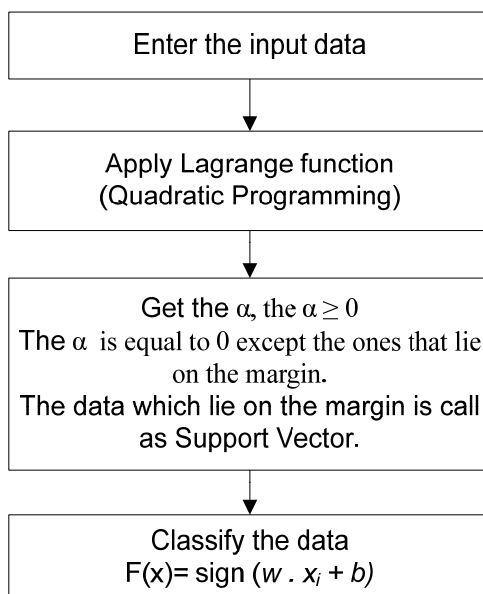 Enter the input data
Apply Lagrange function
(Quadratic Programming)
Get the α, the α ≥ 0
The α is equal to 0 except the ones that lie
on the margin.
The data which lie on the margin is call
as Support Vector.
Classify the data
F(x)= sign (w . xᵢ + b)